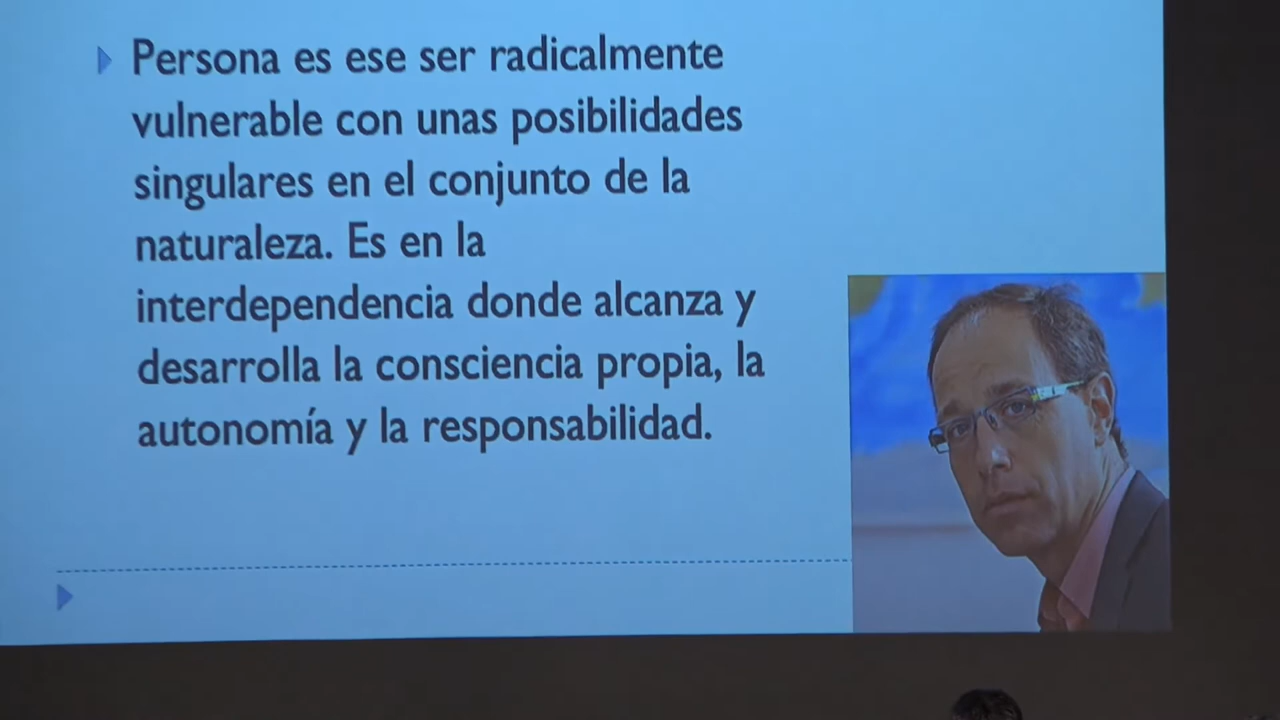 Persona es ese ser radicalmente
vulnerable con unas posibilidades
singulares en el conjunto de la
naturaleza. Es en la
interdependencia donde alcanza y
desarrolla la consciencia propia, la
autonomía y la responsabilidad.